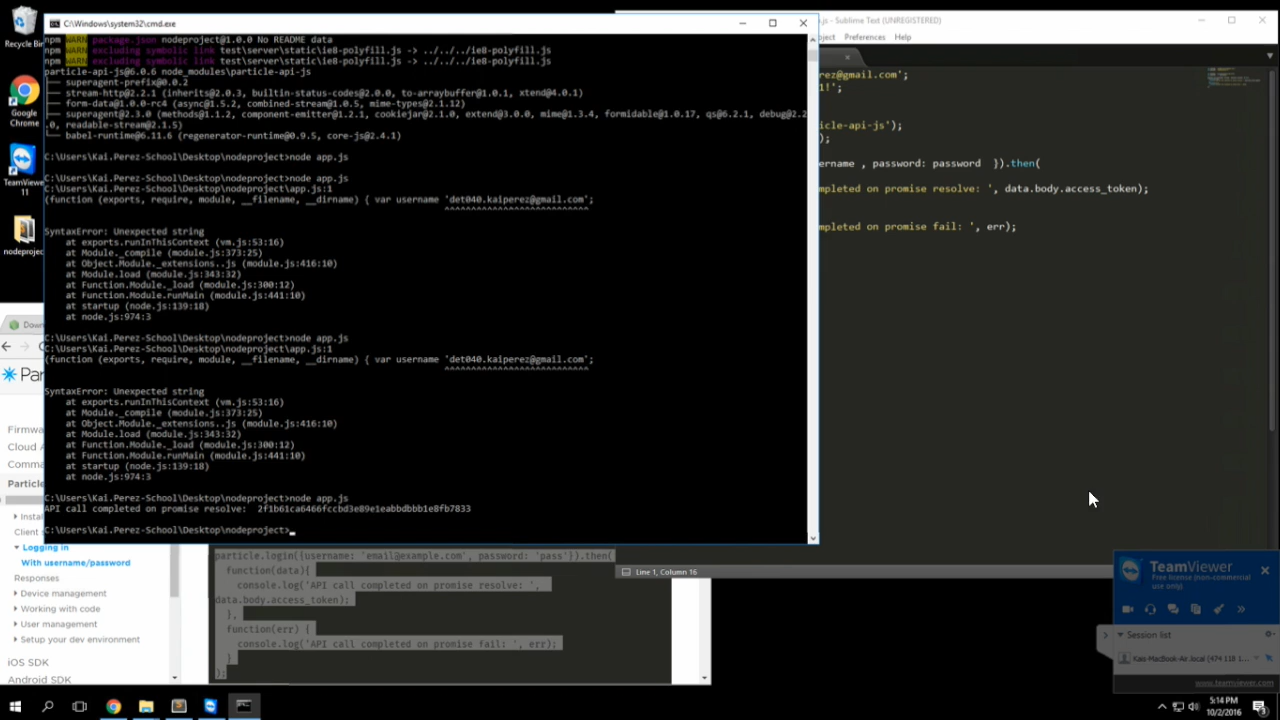 C:\Windows\system32\cmd.exe
npm WARN package.json nodeproject@1.0.0 No README data
npm WARN excluding symbolic link test\server\static\ie8-polyfill.js -> ../../../ie8-polyfill.js
npm WARN excluding symbolic link test\server\static\ie8-polyfill.js -> ../../../ie8-polyfill.js
particle-api-js@6.0.6 node_modules\particle-api-js
├── superagent-prefix@0.0.2
├── stream-http@2.2.1 (inherits@2.0.3, builtin-status-codes@2.0.0, to-arraybuffer@1.0.1, xtend@4.0.1)
├── form-data@1.0.0-rc4 (async@1.5.2, combined-stream@1.0.5, mime-types@2.1.12)
├── superagent@2.3.0 (methods@1.1.2, component-emitter@1.2.1, cookiejar@2.1.0, extend@3.0.0, mime@1.3.4, formidable@1.0.17, qs@6.2.1, debug@2.2
.0, readable-stream@2.1.5)
└── babel-runtime@6.11.6 (regenerator-runtime@0.9.5, core-js@2.4.1)
C:\Users\Kai.Perez-School\Desktop\nodeproject>node app.js
C:\Users\Kai.Perez-School\Desktop\nodeproject>node app.js
C:\Users\Kai.Perez-School\Desktop\nodeproject\app.js:1
(function (exports, require, module, __filename, __dirname) { var username 'det040.kaiperez@gmail.com';
^^^^^^^^^^^^^^^^^^^^^^^^^^^
SyntaxError: Unexpected string
at exports.runInThisContext (vm.js:53:16)
at Module._compile (module.js:373:25)
at Object.Module._extensions..js (module.js:416:10)
at Module.load (module.js:343:32)
at Function.Module._load (module.js:300:12)
at Function.Module.runMain (module.js:441:10)
at startup (node.js:139:18)
at node.js:974:3
C:\Users\Kai.Perez-School\Desktop\nodeproject>node app.js
C:\Users\Kai.Perez-School\Desktop\nodeproject\app.js:1
(function (exports, require, module, __filename, __dirname) { var username 'det040.kaiperez@gmail.com';
^^^^^^^^^^^^^^^^^^^^^^^^^^^
SyntaxError: Unexpected string
at exports.runInThisContext (vm.js:53:16)
at Module._compile (module.js:373:25)
at Object.Module._extensions..js (module.js:416:10)
at Module.load (module.js:343:32)
at Function.Module._load (module.js:300:12)
at Function.Module.runMain (module.js:441:10)
at startup (node.js:139:18)
at node.js:974:3
C:\Users\Kai.Perez-School\Desktop\nodeproject>node app.js
API call completed on promise resolve:  2f1b61ca6466fccbd3e89e1eabbdbbb1e8fb7833
C:\Users\Kai.Perez-School\Desktop\nodeproject>_
.js - Sublime Text (UNREGISTERED)
Preferences Help
rez@gmail.com';
1!';
icle-api-js');
);
ername , password: password  }).then(
mpleted on promise resolve: ', data.body.access_token);
mpleted on promise fail: ', err);
Line 1, Column 16
Recycle Bin
Google
Chrome
TeamViewer
11
Logging in
With username/password
Responses
Device management
Working with code
User management
Setup your dev environment
iOS SDK
Android SDK
particle.login({username: 'email@example.com', password: 'pass'}).then(
function(data){
console.log('API call completed on promise resolve: ',
data.body.access_token);
},
function(err) {
console.log('API call completed on promise fail: ', err);
}
);
TeamViewer
Free license (non-commercial
use only)
Session list
Kais-MacBook-Air.local (474 118 1...
www.teamviewer.com
5:14 PM
10/2/2016